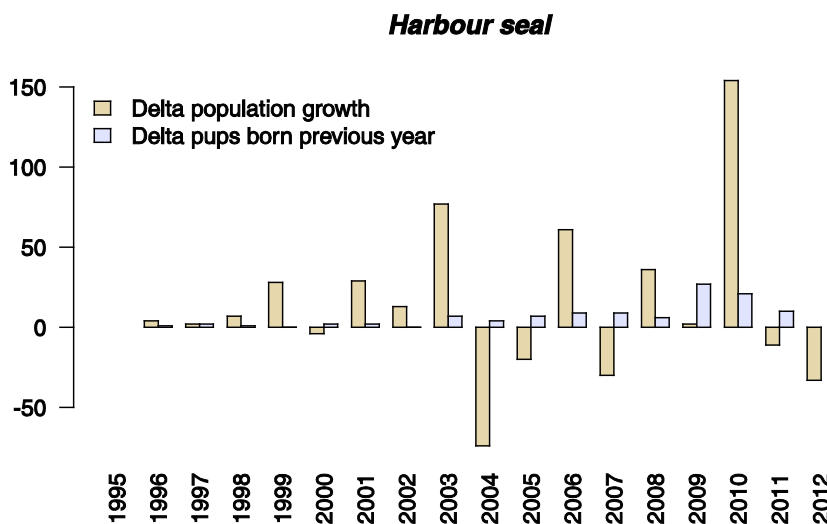 Harbour seal
150
Delta population growth
Delta pups born previous year
100
50
0
-50
1995 1996 1997 1998 1999 2000 2001 2002 2003 2004 2005 2006 2007 2008 2009 2010 2011 2012